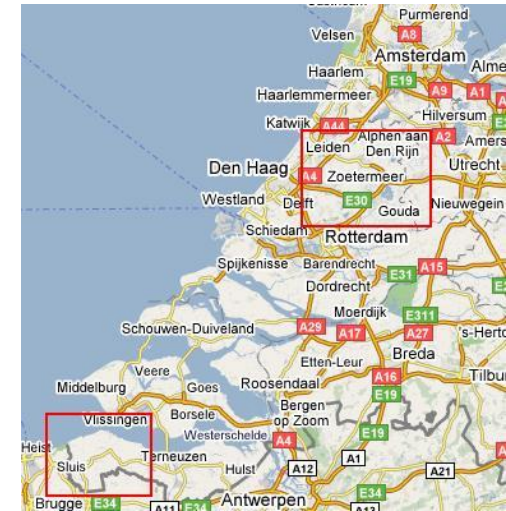 Purmerend
Velsen A8
Amsterdam
Haarlem Alme
E19
Haarlemmermeer A9 A1
Hilversum
Katwijk A44 Alphen aan A2
Leiden Den Rijn Amers
Den Haag Utrecht
A4 Zoetermeer
Westland Delft E30 Nieuwegein
Gouda
Schiedam Rotterdam
Spijkenisse Barendrecht A15
E31
Dordrecht
Moerdijk E311
Schouwen-Duiveland A29 A17 A27 's-Herto
Breda
Etten-Leur
Veere Roosendaal A16 Tilbu
Middelburg Goes E19
Bergen
Vlissingen Borsele op Zoom
Westerschelde E19
Heist A4
Sluis Terneuzen A1
Hulst A12 A21
Brugge E34 A11 E34 Antwerpen E34
A13